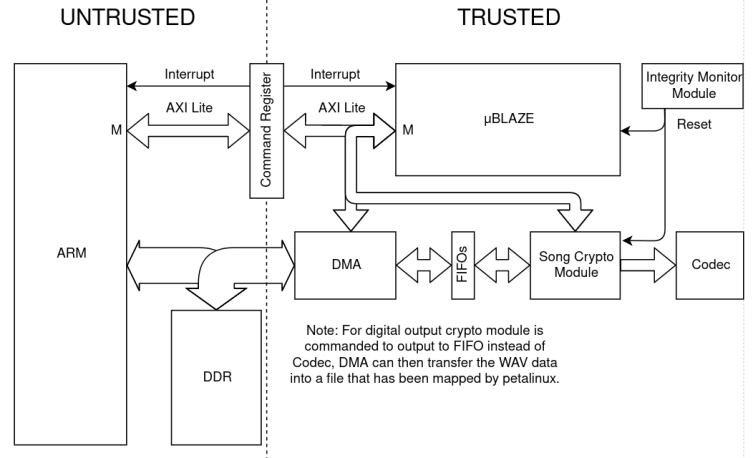 UNTRUSTED
TRUSTED
Interrupt
Interrupt
Integrity Monitor
Module
AXI Lite
AXI Lite
Command Register
M
M
µBLAZE
Reset
ARM
DMA
FIFOs
Song Crypto
Module
Codec
DDR
Note: For digital output crypto module is
commanded to output to FIFO instead of
Codec, DMA can then transfer the WAV data
into a file that has been mapped by petalinux.